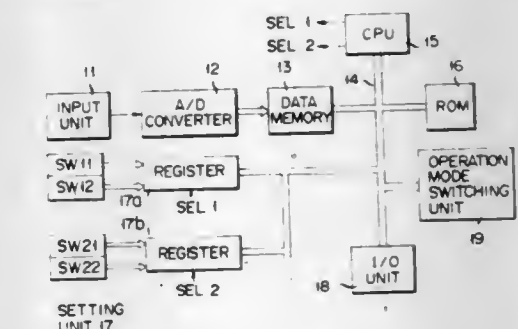 SEL 1
SEL 2
CPU
15
14
11
12
13
16
INPUT
UNIT
A/D
CONVERTER
DATA
MEMORY
ROM
SW11
SW12
REGISTER
17a
SEL 1
17b
OPERATION
MODE
SWITCHING
UNIT
19
SW21
SW22
REGISTER
SEL 2
I/O
UNIT
18
SETTING
UNIT 17